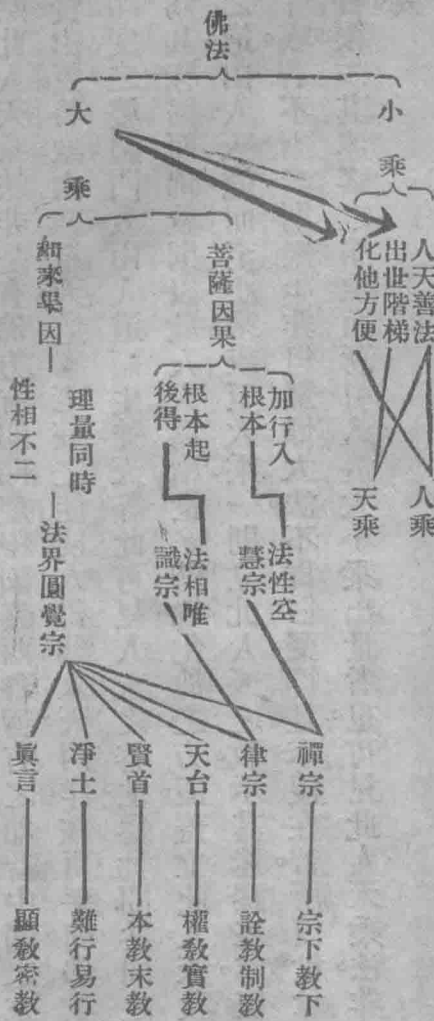 佛法
小乘
大乘
人天善法
出世階梯
化他方便
人乘
天乘
菩薩因果
如來果因
加行入
根本
根本起
後得
理量同時
性相不二
法性空
慧宗
法相唯
識宗
法界圓覺宗
禪宗
律宗
天台
賢首
淨土
眞言
宗下教下
詮教制教
權教實教
本教末教
難行易行
顯教密教